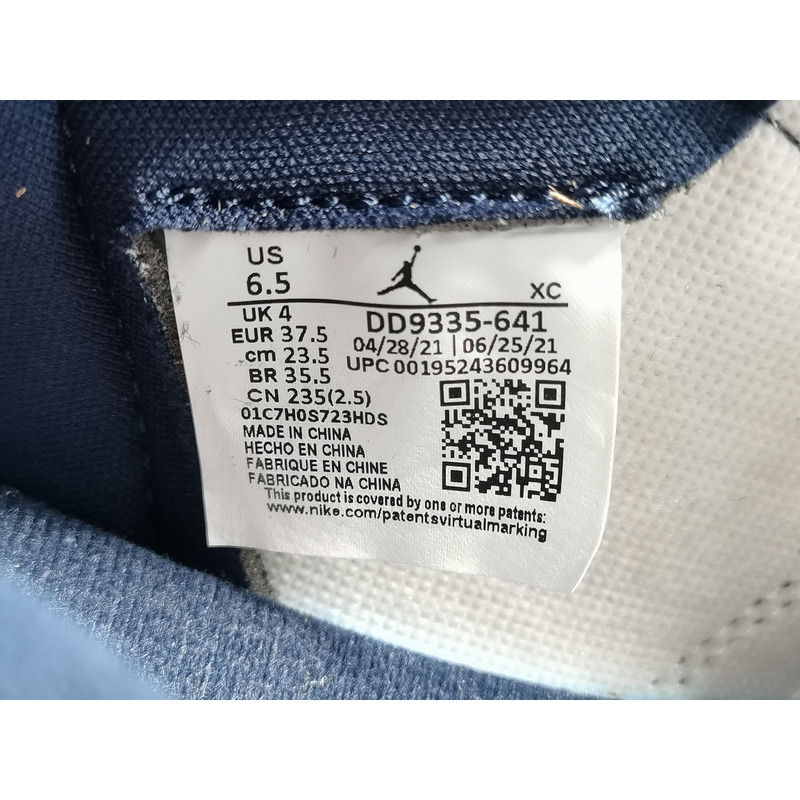 US
6.5
XC
UK 4
DD9335-641
EUR 37.5
04/28/21 | 06/25/21
cm 23.5
UPC 00195243609964
BR 35.5
CN 235(2.5)
01C7H0S723HDS
MADE IN CHINA
HECHO EN CHINA
FABRIQUE EN CHINE
FABRICADO NA CHINA
This product is covered by one or more patents:
www.nike.com/patentsvirtualmarking